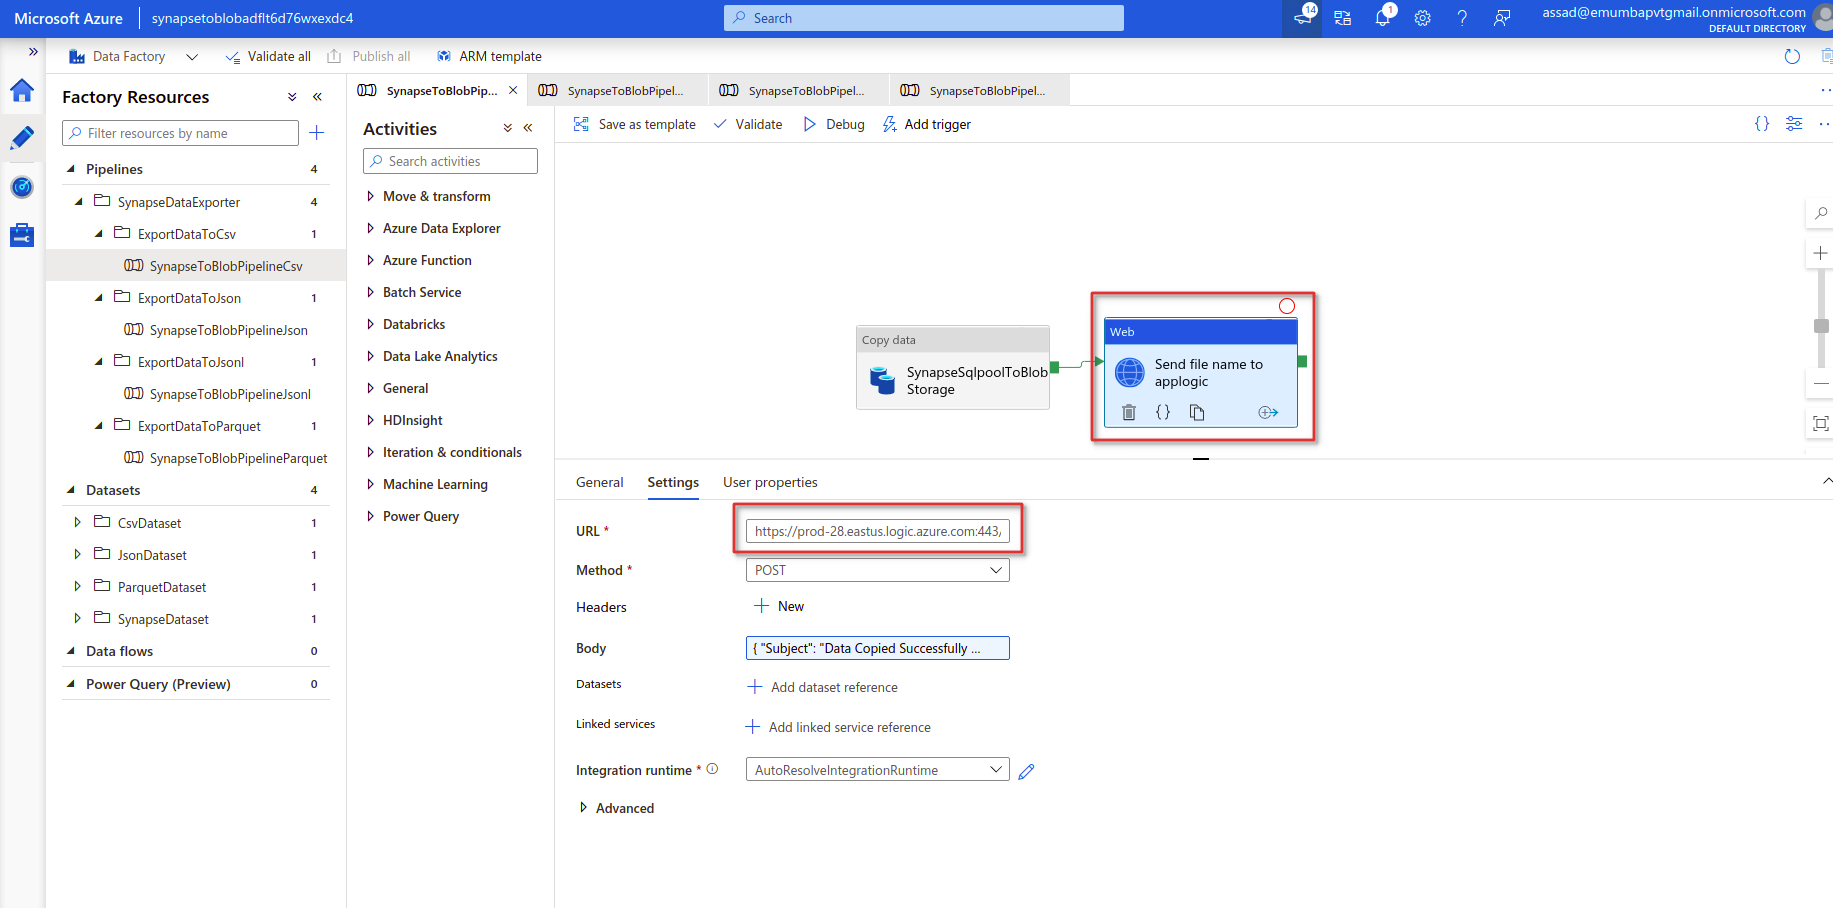 Microsoft Azure
synapsetoblobadflt6d76wxexdc4
Search
14
1
assad@emumbapvtgmail.onmicrosoft.com
DEFAULT DIRECTORY
Data Factory
Validate all
Publish all
ARM template
Factory Resources
Filter resources by name
Pipelines 4
SynapseDataExporter 4
ExportDataToCsv 1
SynapseToBlobPipelineCsv
ExportDataToJson 1
SynapseToBlobPipelineJson
ExportDataToJsonl 1
SynapseToBlobPipelineJsonl
ExportDataToParquet 1
SynapseToBlobPipelineParquet
Datasets 4
CsvDataset 1
JsonDataset 1
ParquetDataset 1
SynapseDataset 1
Data flows 0
Power Query (Preview) 0
SynapseToBlobPip...
SynapseToBlobPipel...
SynapseToBlobPipel...
SynapseToBlobPipel...
Activities
Search activities
Move & transform
Azure Data Explorer
Azure Function
Batch Service
Databricks
Data Lake Analytics
General
HDInsight
Iteration & conditionals
Machine Learning
Power Query
Save as template
Validate
Debug
Add trigger
Copy data
SynapseSqlpoolToBlob
Storage
Web
Send file name to
applogic
General
Settings
User properties
URL *
https://prod-28.eastus.logic.azure.com:443/
Method *
POST
Headers
New
Body
{ "Subject": "Data Copied Successfully ...
Datasets
Add dataset reference
Linked services
Add linked service reference
Integration runtime *
AutoResolveIntegrationRuntime
Advanced